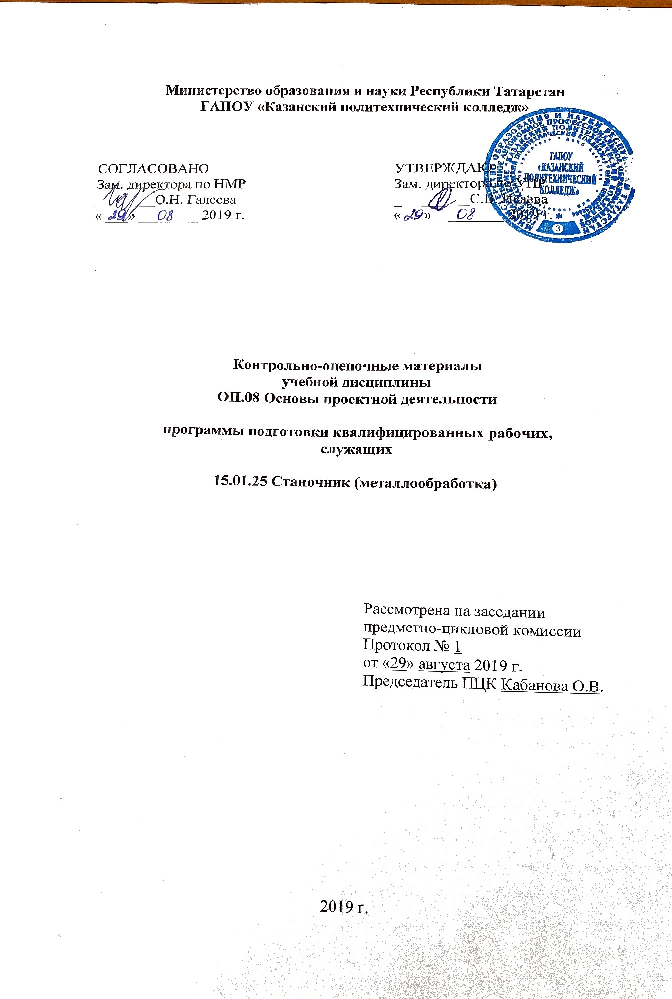 Министерство образования и науки Республики Татарстан
ГАПОУ «Казанский политехнический колледж»
СОГЛАСОВАНО
Зам. директора по НМР
О.Н. Галеева
«29» 08 2019 г.
УТВЕРЖДАЮ
Зам. директора по УПР
С.В. Исаева
«29» 08 2019 г.
ГАПОУ
«КАЗАНСКИЙ
ПОЛИТЕХНИЧЕСКИЙ
КОЛЛЕДЖ»
3
Контрольно-оценочные материалы
учебной дисциплины
ОП.08 Основы проектной деятельности
программы подготовки квалифицированных рабочих,
служащих
15.01.25 Станочник (металлообработка)
Рассмотрена на заседании
предметно-цикловой комиссии
Протокол № 1
от «29» августа 2019 г.
Председатель ПЦК Кабанова О.В.
2019 г.